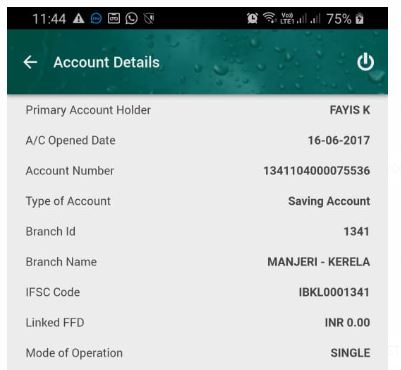 11:44 75%
Account Details
Primary Account Holder FAYIS K
A/C Opened Date 16-06-2017
Account Number 1341104000075536
Type of Account Saving Account
Branch Id 1341
Branch Name MANJERI - KERELA
IFSC Code IBKL0001341
Linked FFD INR 0.00
Mode of Operation SINGLE